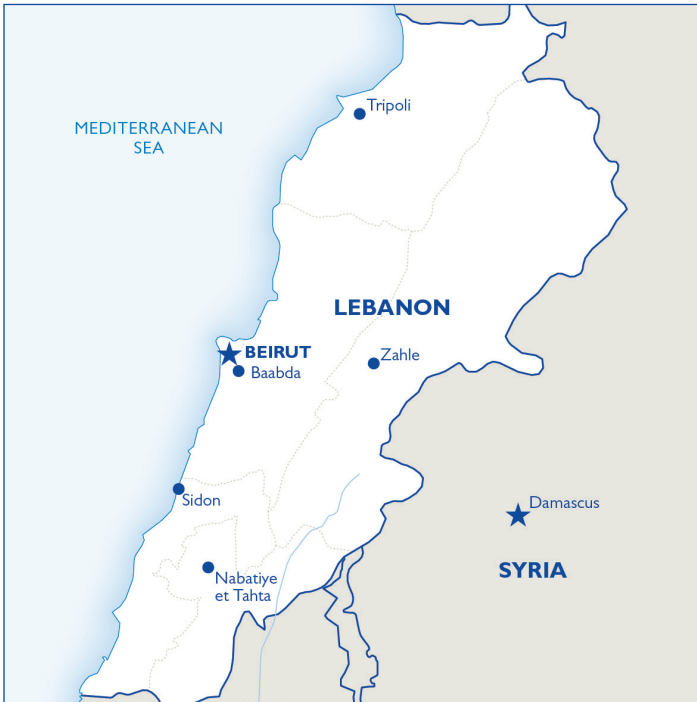 Tripoli
MEDITERRANEAN
SEA
LEBANON
BEIRUT
Zahle
Baabda
Sidon
Damascus
SYRIA
Nabatiye
et Tahta